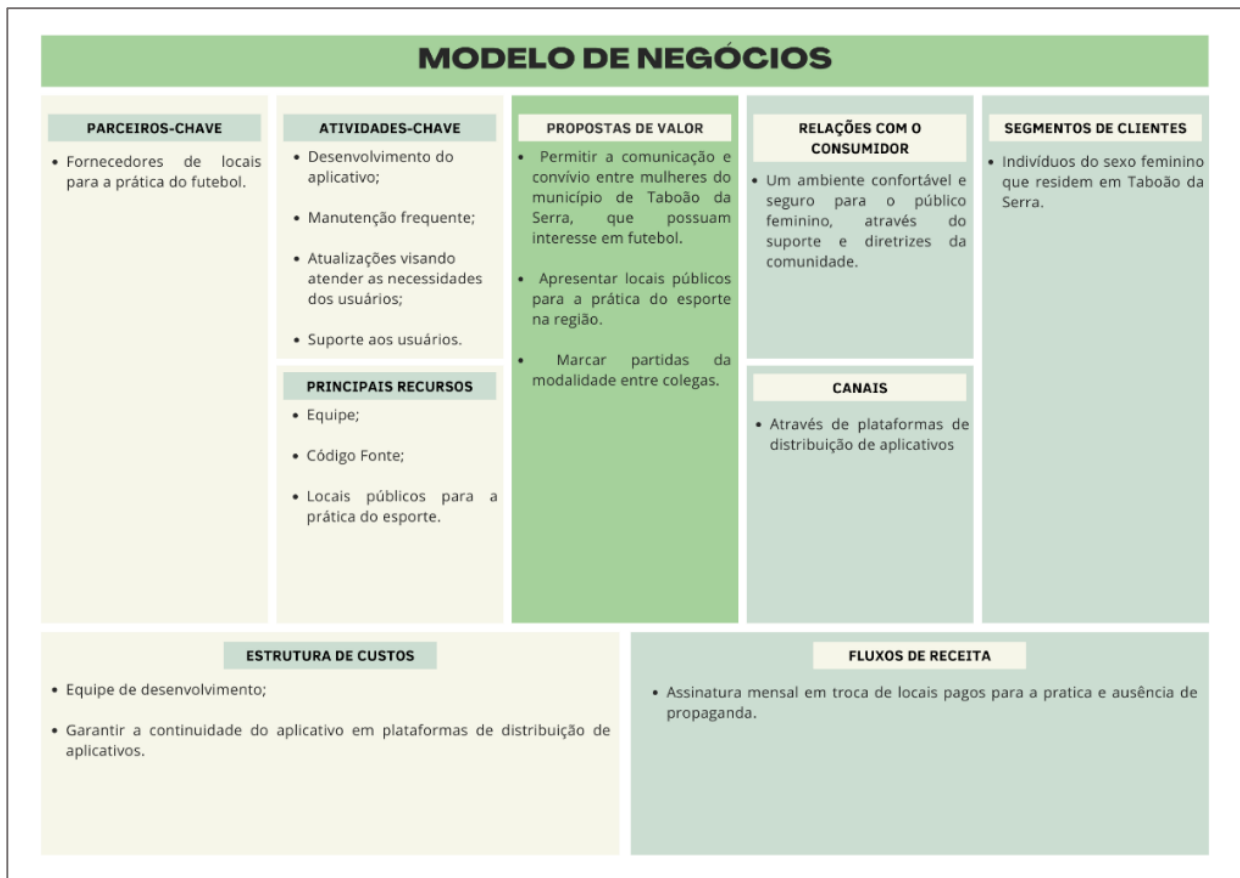 MODELO DE NEGÓCIOS
PARCEIROS-CHAVE
• Fornecedores de locais
para a prática do futebol.
ATIVIDADES-CHAVE
• Desenvolvimento do
aplicativo;
• Manutenção frequente;
• Atualizações visando
atender as necessidades
dos usuários;
• Suporte aos usuários.
PRINCIPAIS RECURSOS
• Equipe;
• Código Fonte;
• Locais públicos para a
prática do esporte.
PROPOSTAS DE VALOR
• Permitir a comunicação e
convívio entre mulheres do
município de Taboão da
Serra, que possuam
interesse em futebol.
• Apresentar locais públicos
para a prática do esporte
na região.
• Marcar partidas da
modalidade entre colegas.
RELAÇÕES COM O
CONSUMIDOR
• Um ambiente confortável e
seguro para o público
feminino, através do
suporte e diretrizes da
comunidade.
CANAIS
• Através de plataformas de
distribuição de aplicativos
SEGMENTOS DE CLIENTES
• Indivíduos do sexo feminino
que residem em Taboão da
Serra.
ESTRUTURA DE CUSTOS
• Equipe de desenvolvimento;
• Garantir a continuidade do aplicativo em plataformas de distribuição de
aplicativos.
FLUXOS DE RECEITA
• Assinatura mensal em troca de locais pagos para a pratica e ausência de
propaganda.